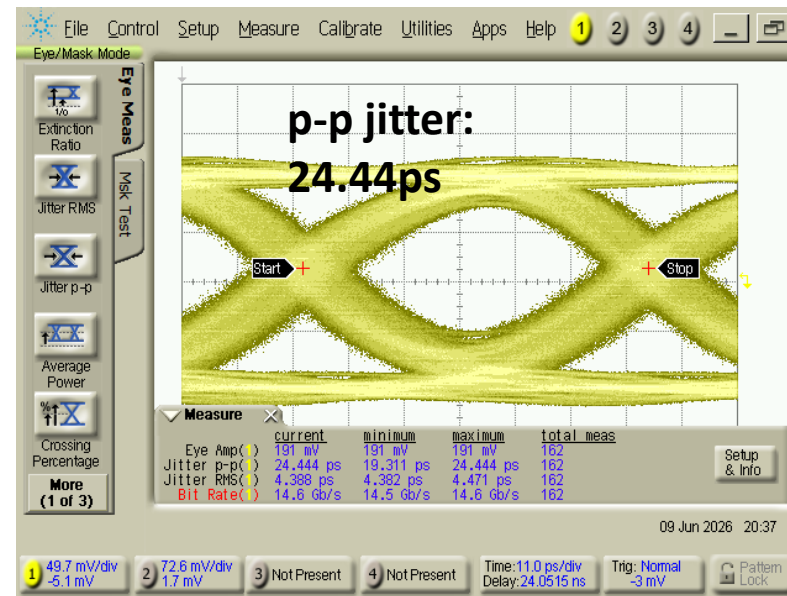 File Control Setup Measure Calibrate Utilities Apps Help 1 2 3 4
Eye/Mask Mode
Eye Meas
Msk Test
Extinction
Ratio
Jitter RMS
Jitter p-p
Average
Power
Crossing
Percentage
More
(1 of 3)
p-p jitter:
24.44ps
Start
Stop
Measure
current minimum maximum total meas
Eye Amp(1) 191 mV 191 mV 191 mV 162
Jitter p-p(1) 24.444 ps 19.311 ps 24.444 ps 162
Jitter RMS(1) 4.388 ps 4.382 ps 4.471 ps 162
Bit Rate(1) 14.6 Gb/s 14.5 Gb/s 14.6 Gb/s 162
Setup
& Info
09 Jun 2026 20:37
1 49.7 mV/div
-5.1 mV
2 72.6 mV/div
1.7 mV
3 Not Present
4 Not Present
Time:11.0 ps/div
Delay:24.0515 ns
Trig: Normal
-3 mV
Pattern
Lock